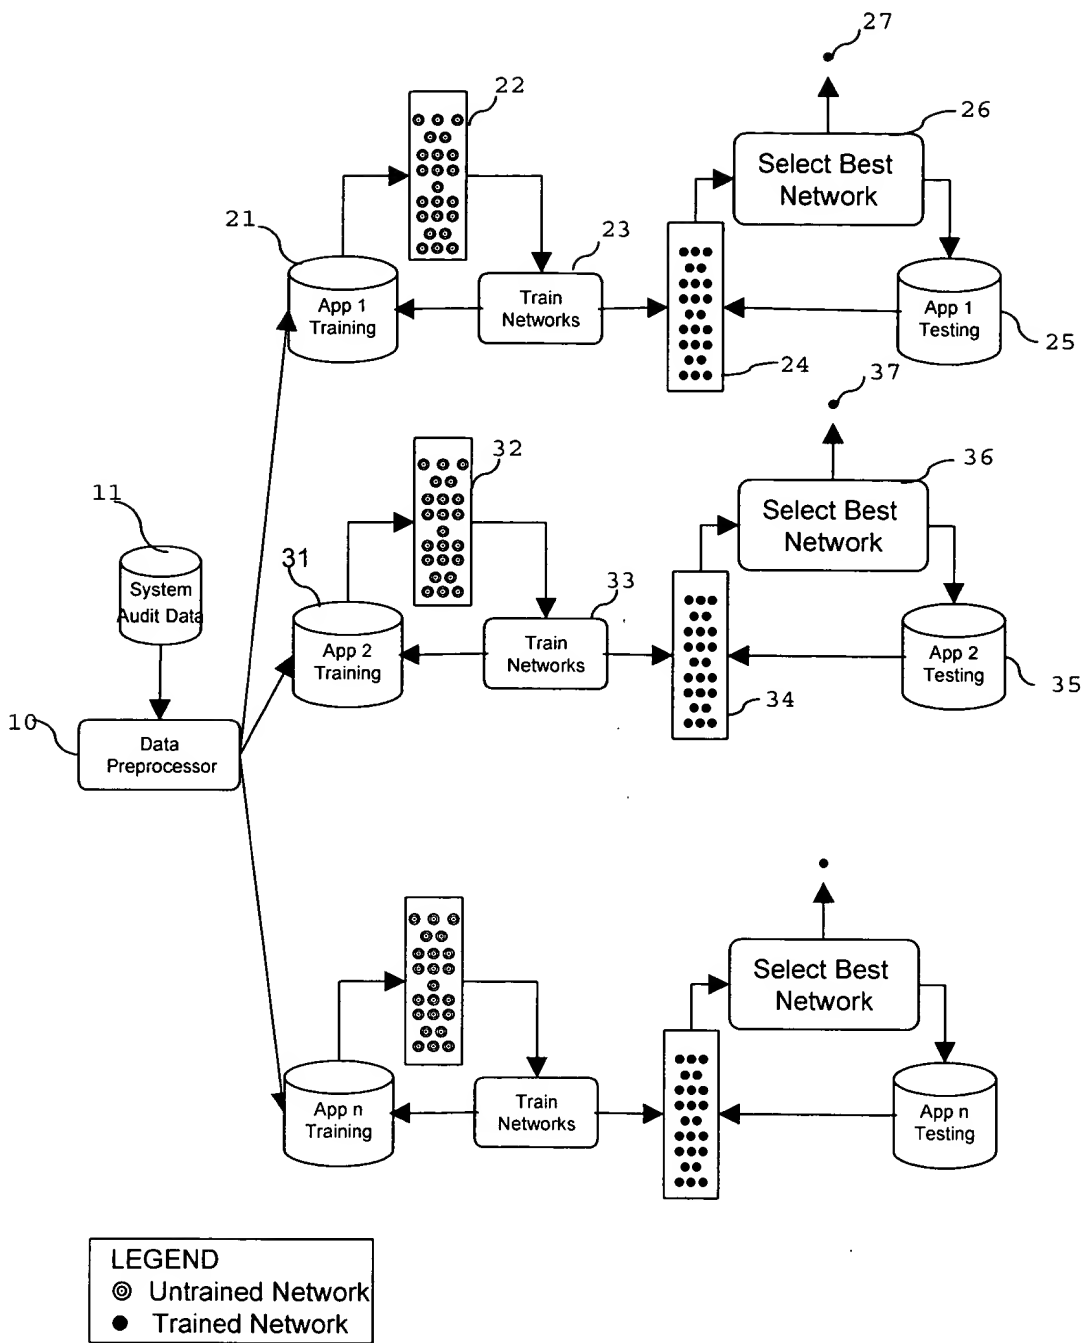 27
22
26
Select Best
Network
21
23
App 1
Training
Train
Networks
App 1
Testing
25
24
37
32
36
Select Best
Network
11
System
Audit Data
31
33
App 2
Training
Train
Networks
App 2
Testing
35
34
10
Data
Preprocessor
Select Best
Network
App n
Training
Train
Networks
App n
Testing
LEGEND
Untrained Network
Trained Network